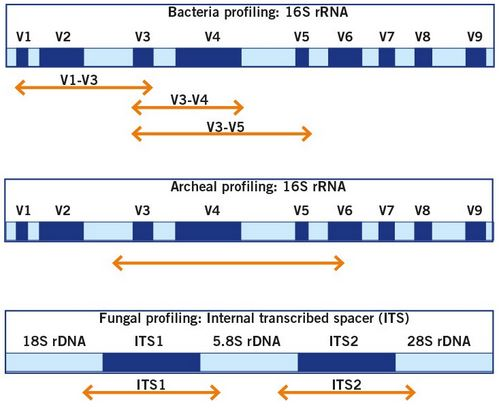 Bacteria profiling: 16S rRNA
V1 V2 V3 V4 V5 V6 V7 V8 V9
V1-V3
V3-V4
V3-V5
Archeal profiling: 16S rRNA
V1 V2 V3 V4 V5 V6 V7 V8 V9
Fungal profiling: Internal transcribed spacer (ITS)
18S rDNA ITS1 5.8S rDNA ITS2 28S rDNA
ITS1 ITS2